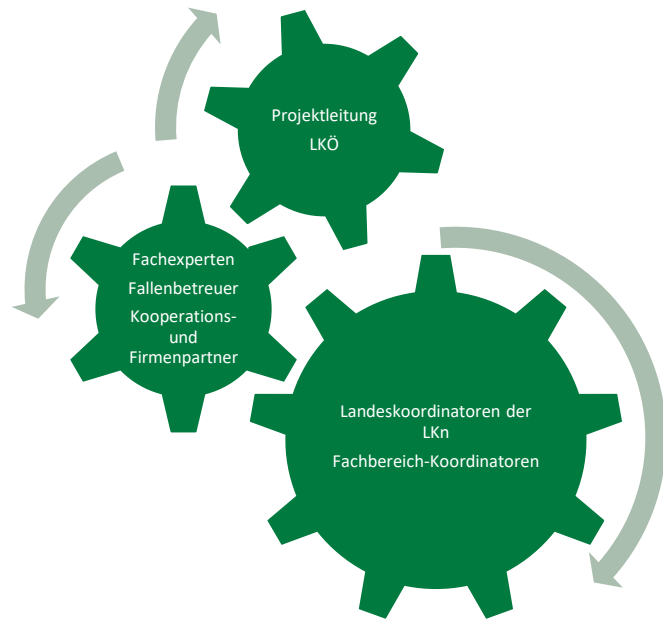 Projektleitung
LKÖ
Fachexperten
Fallenbetreuer
Kooperations-
und
Firmenpartner
Landeskoordinatoren der
LKn
Fachbereich-Koordinatoren